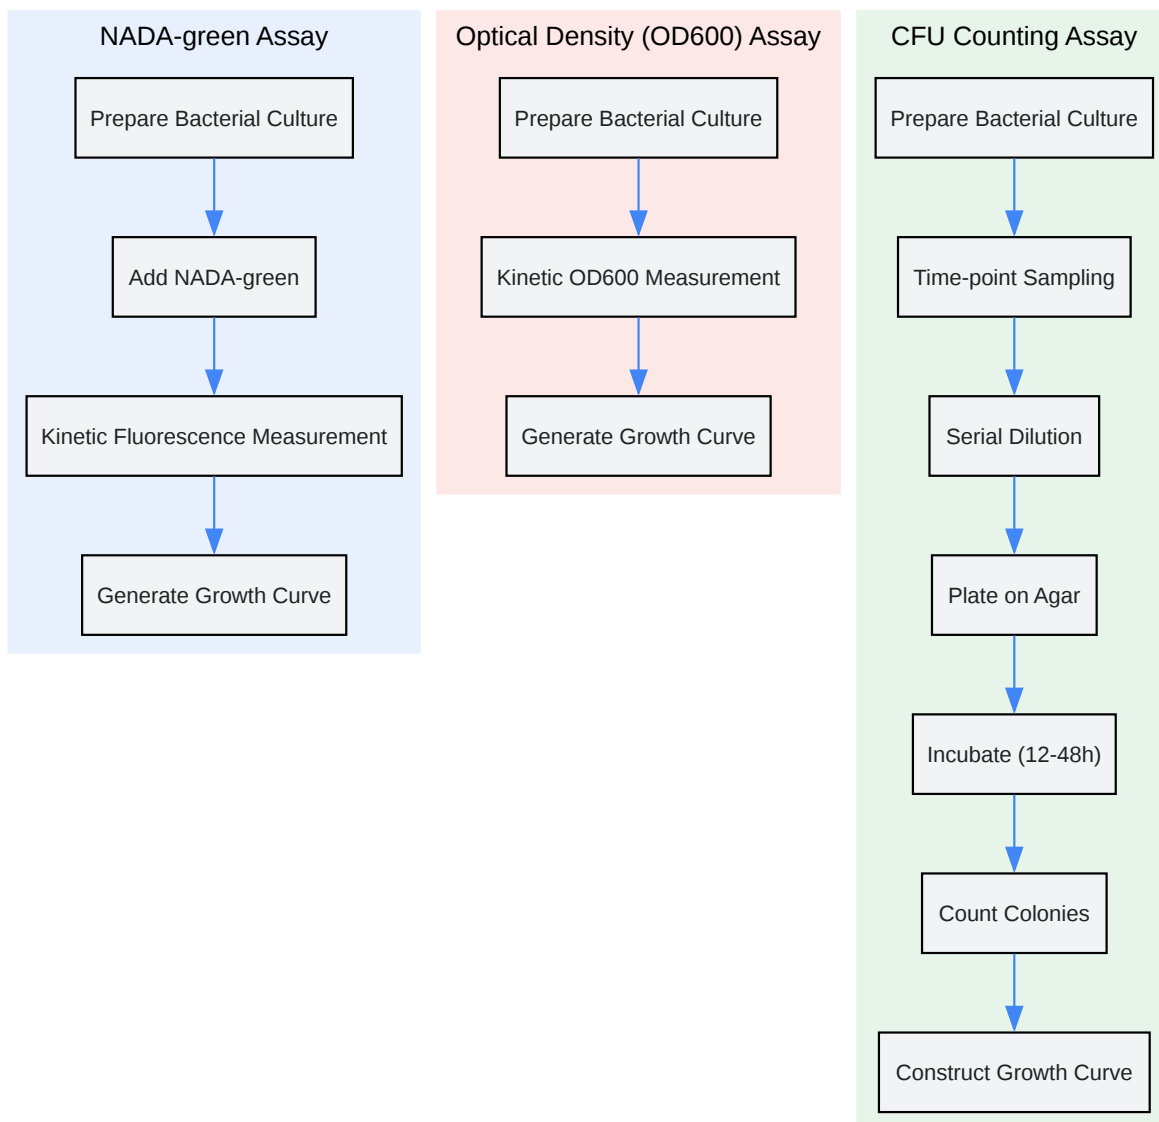 NADA-green Assay
Prepare Bacterial Culture
Add NADA-green
Kinetic Fluorescence Measurement
Generate Growth Curve
Optical Density (OD600) Assay
Prepare Bacterial Culture
Kinetic OD600 Measurement
Generate Growth Curve
CFU Counting Assay
Prepare Bacterial Culture
Time-point Sampling
Serial Dilution
Plate on Agar
Incubate (12-48h)
Count Colonies
Construct Growth Curve